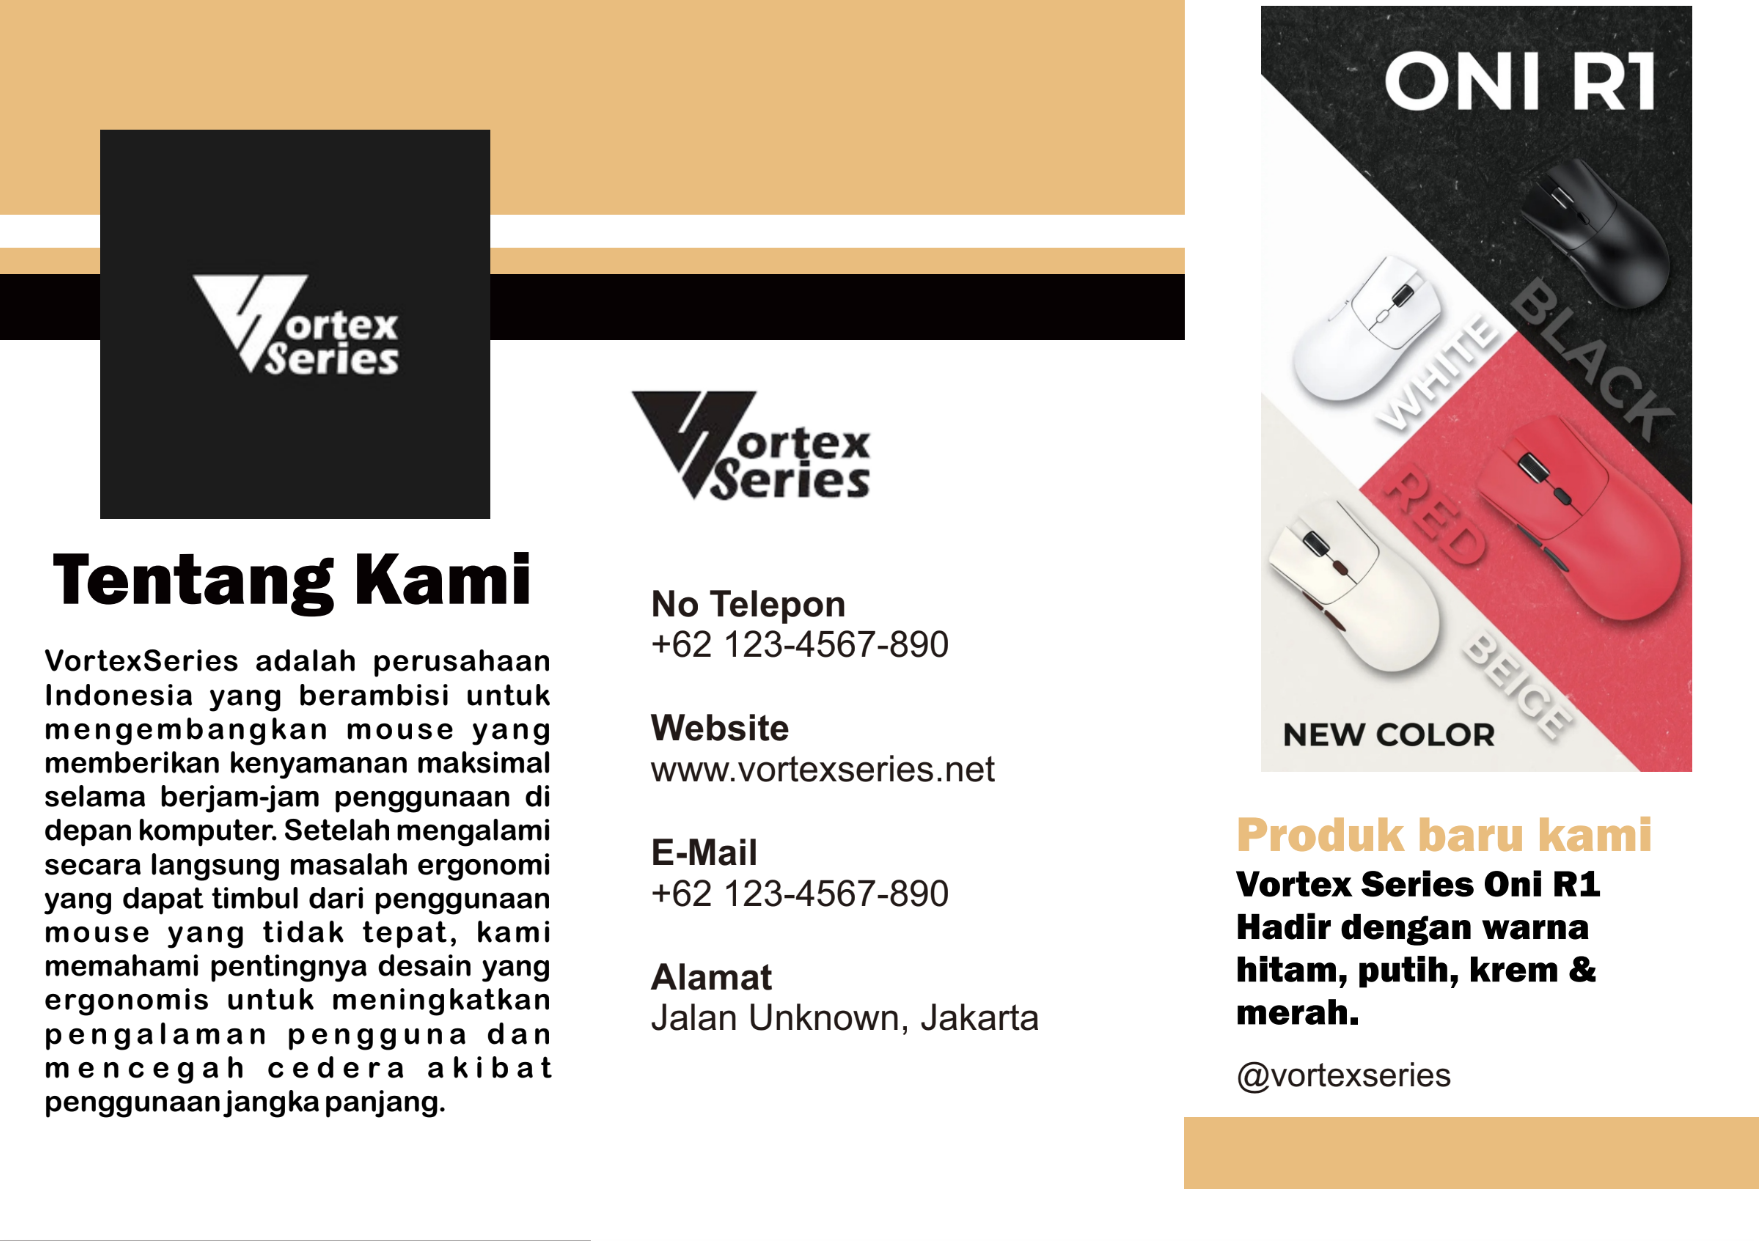 Vortex
Series
Tentang Kami
VortexSeries adalah perusahaan
Indonesia yang berambisi untuk
mengembangkan mouse yang
memberikan kenyamanan maksimal
selama berjam-jam penggunaan di
depan komputer. Setelah mengalami
secara langsung masalah ergonomi
yang dapat timbul dari penggunaan
mouse yang tidak tepat, kami
memahami pentingnya desain yang
ergonomis untuk meningkatkan
pengalaman pengguna dan
mencegah cedera akibat
penggunaan jangka panjang.
Vortex
Series
No Telepon
+62 123-4567-890
Website
www.vortexseries.net
E-Mail
+62 123-4567-890
Alamat
Jalan Unknown, Jakarta
ONI R1
BLACK
WHITE
RED
BEIGE
NEW COLOR
Produk baru kami
Vortex Series Oni R1
Hadir dengan warna
hitam, putih, krem &
merah.
@vortexseries